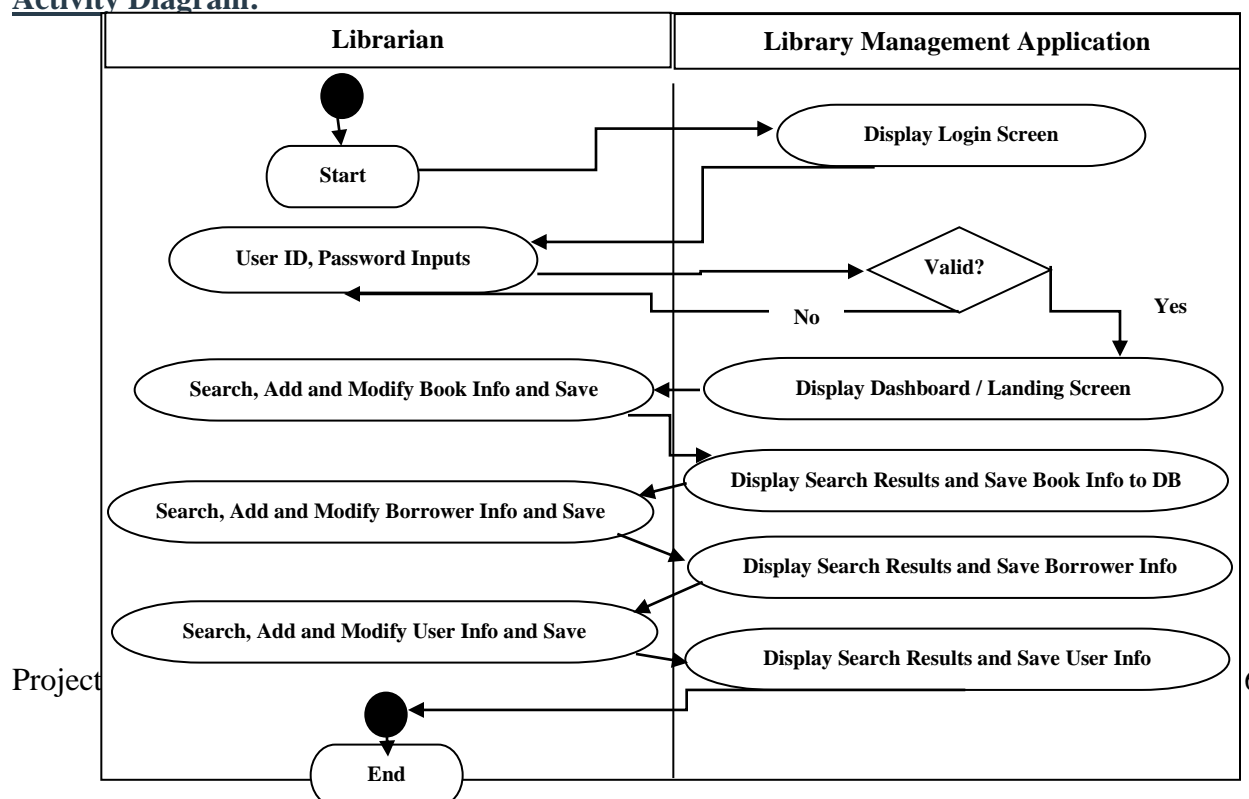 Activity Diagram:
Librarian
Library Management Application
Display Login Screen
Start
User ID, Password Inputs
Valid?
Yes
No
Search, Add and Modify Book Info and Save
Display Dashboard / Landing Screen
Display Search Results and Save Book Info to DB
Search, Add and Modify Borrower Info and Save
Display Search Results and Save Borrower Info
Search, Add and Modify User Info and Save
Display Search Results and Save User Info
Project
End